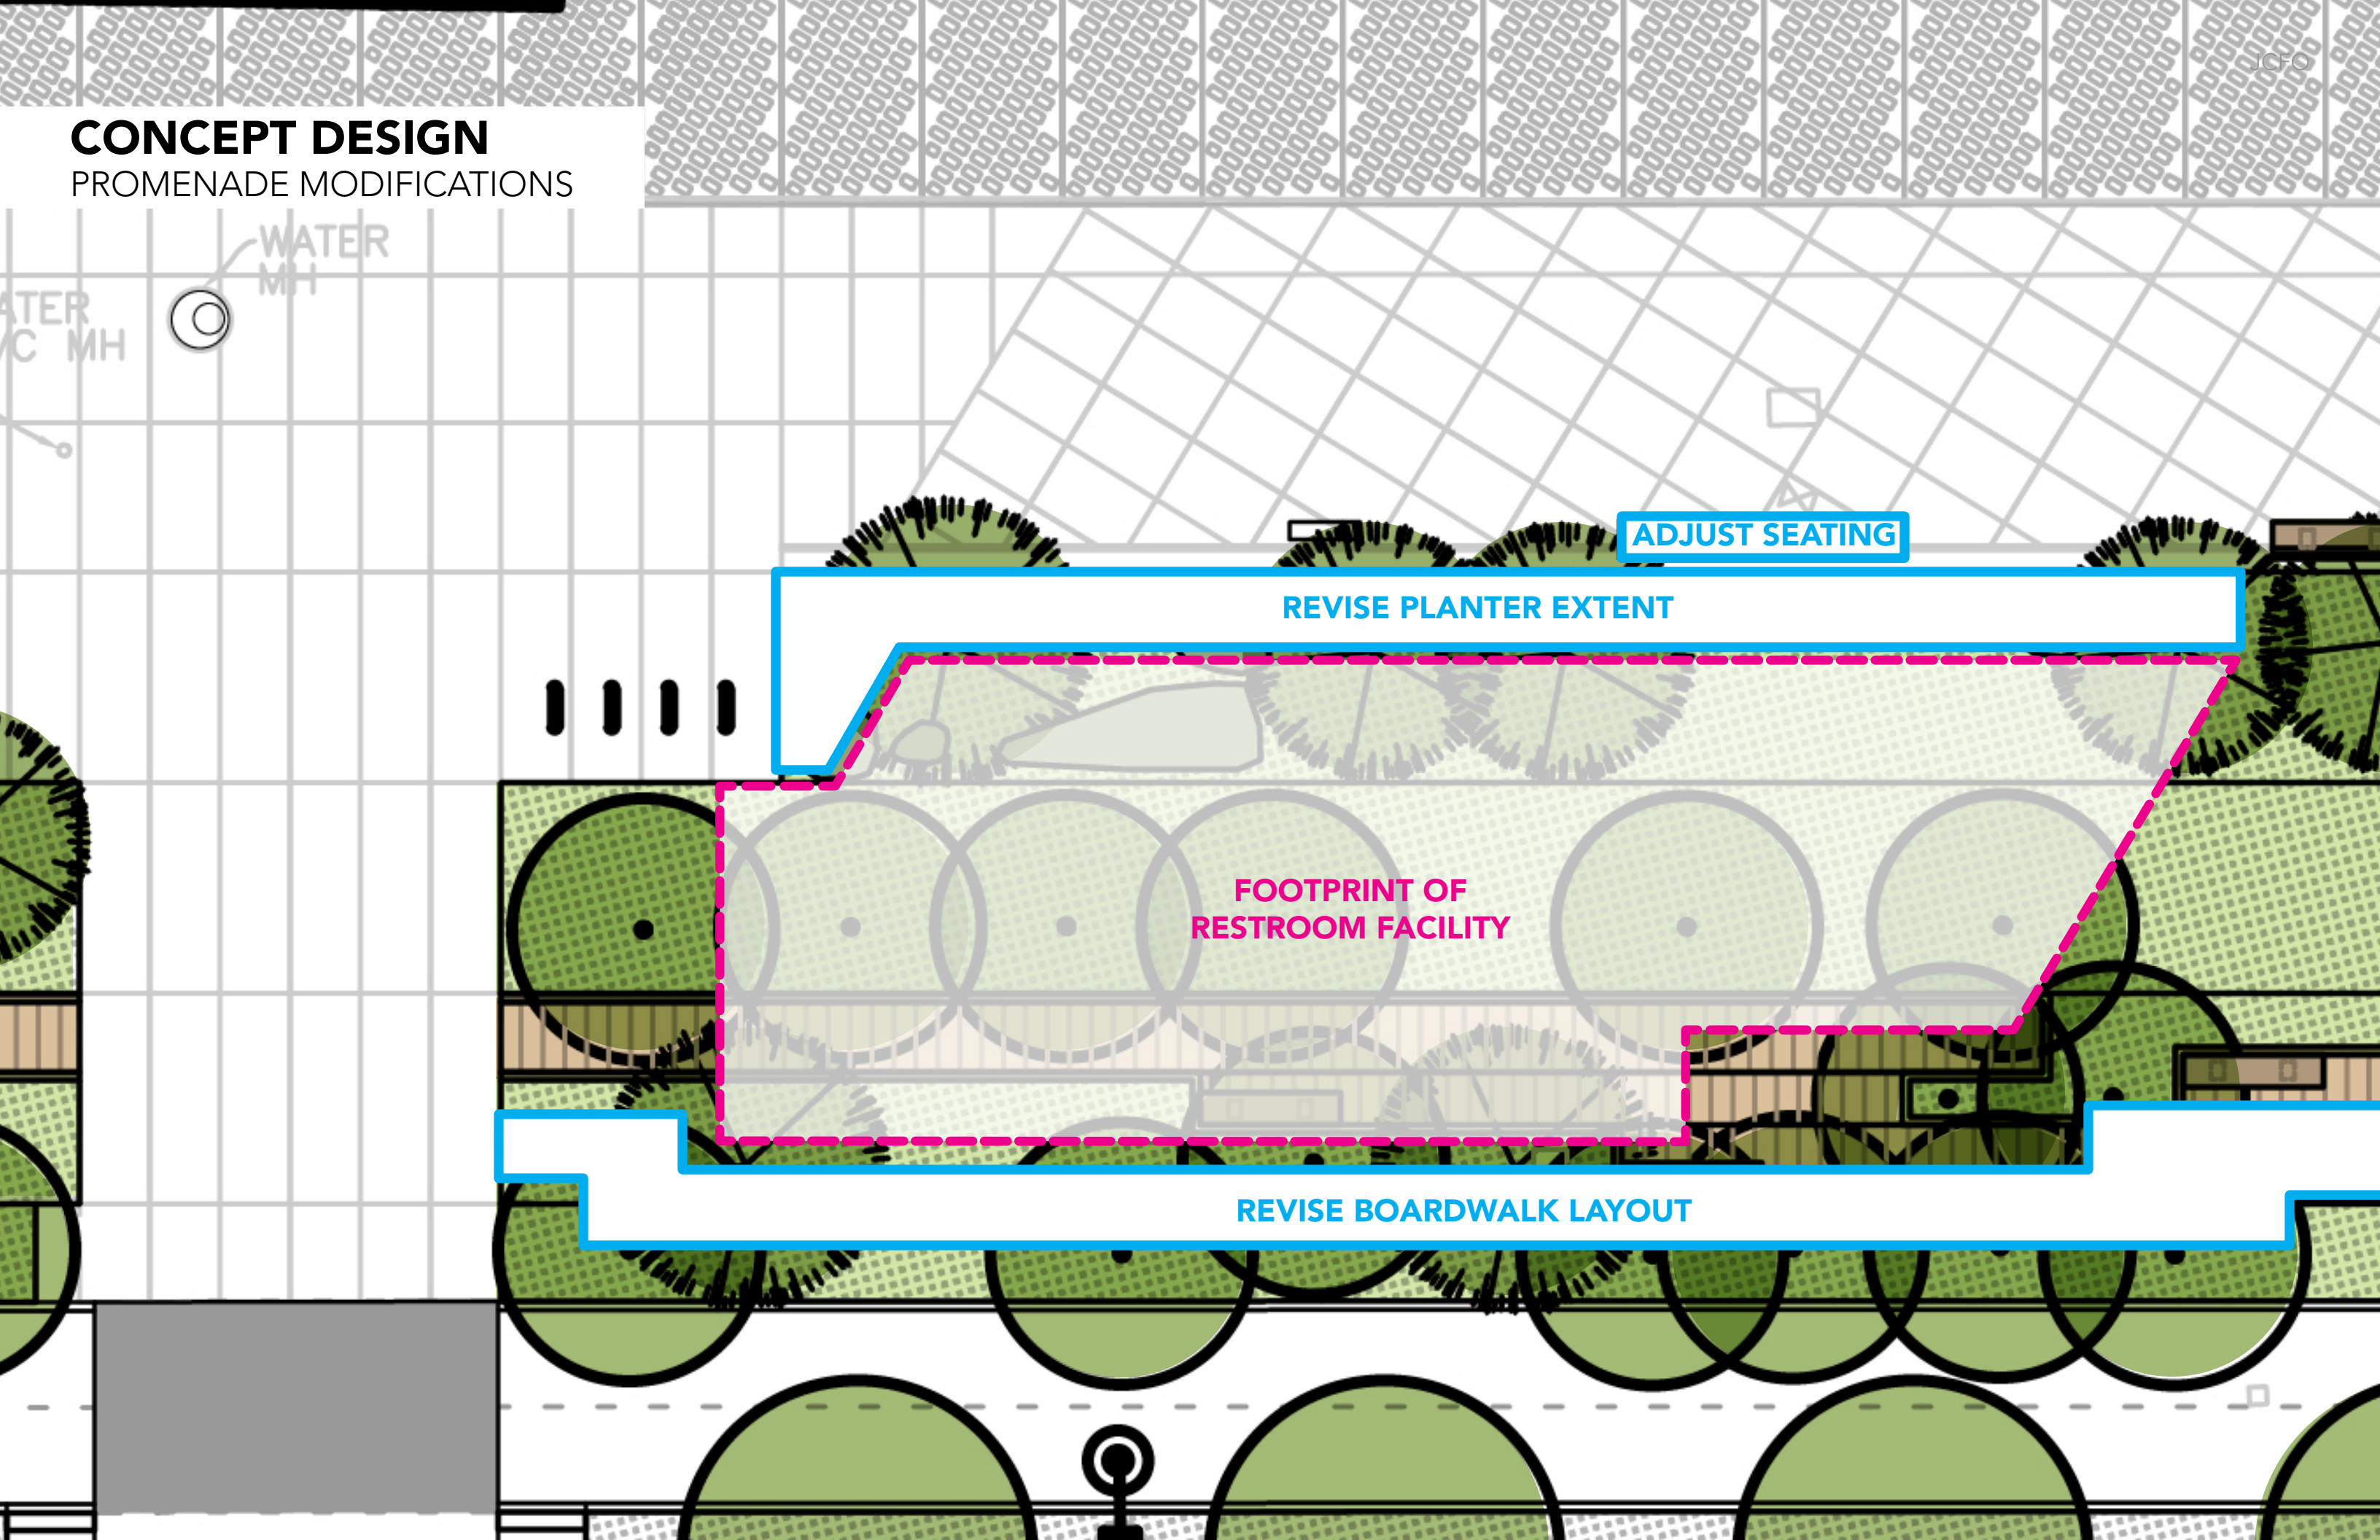 JCFO
CONCEPT DESIGN
PROMENADE MODIFICATIONS
WATER
MH
ATER
MH
ADJUST SEATING
REVISE PLANTER EXTENT
FOOTPRINT OF
RESTROOM FACILITY
REVISE BOARDWALK LAYOUT